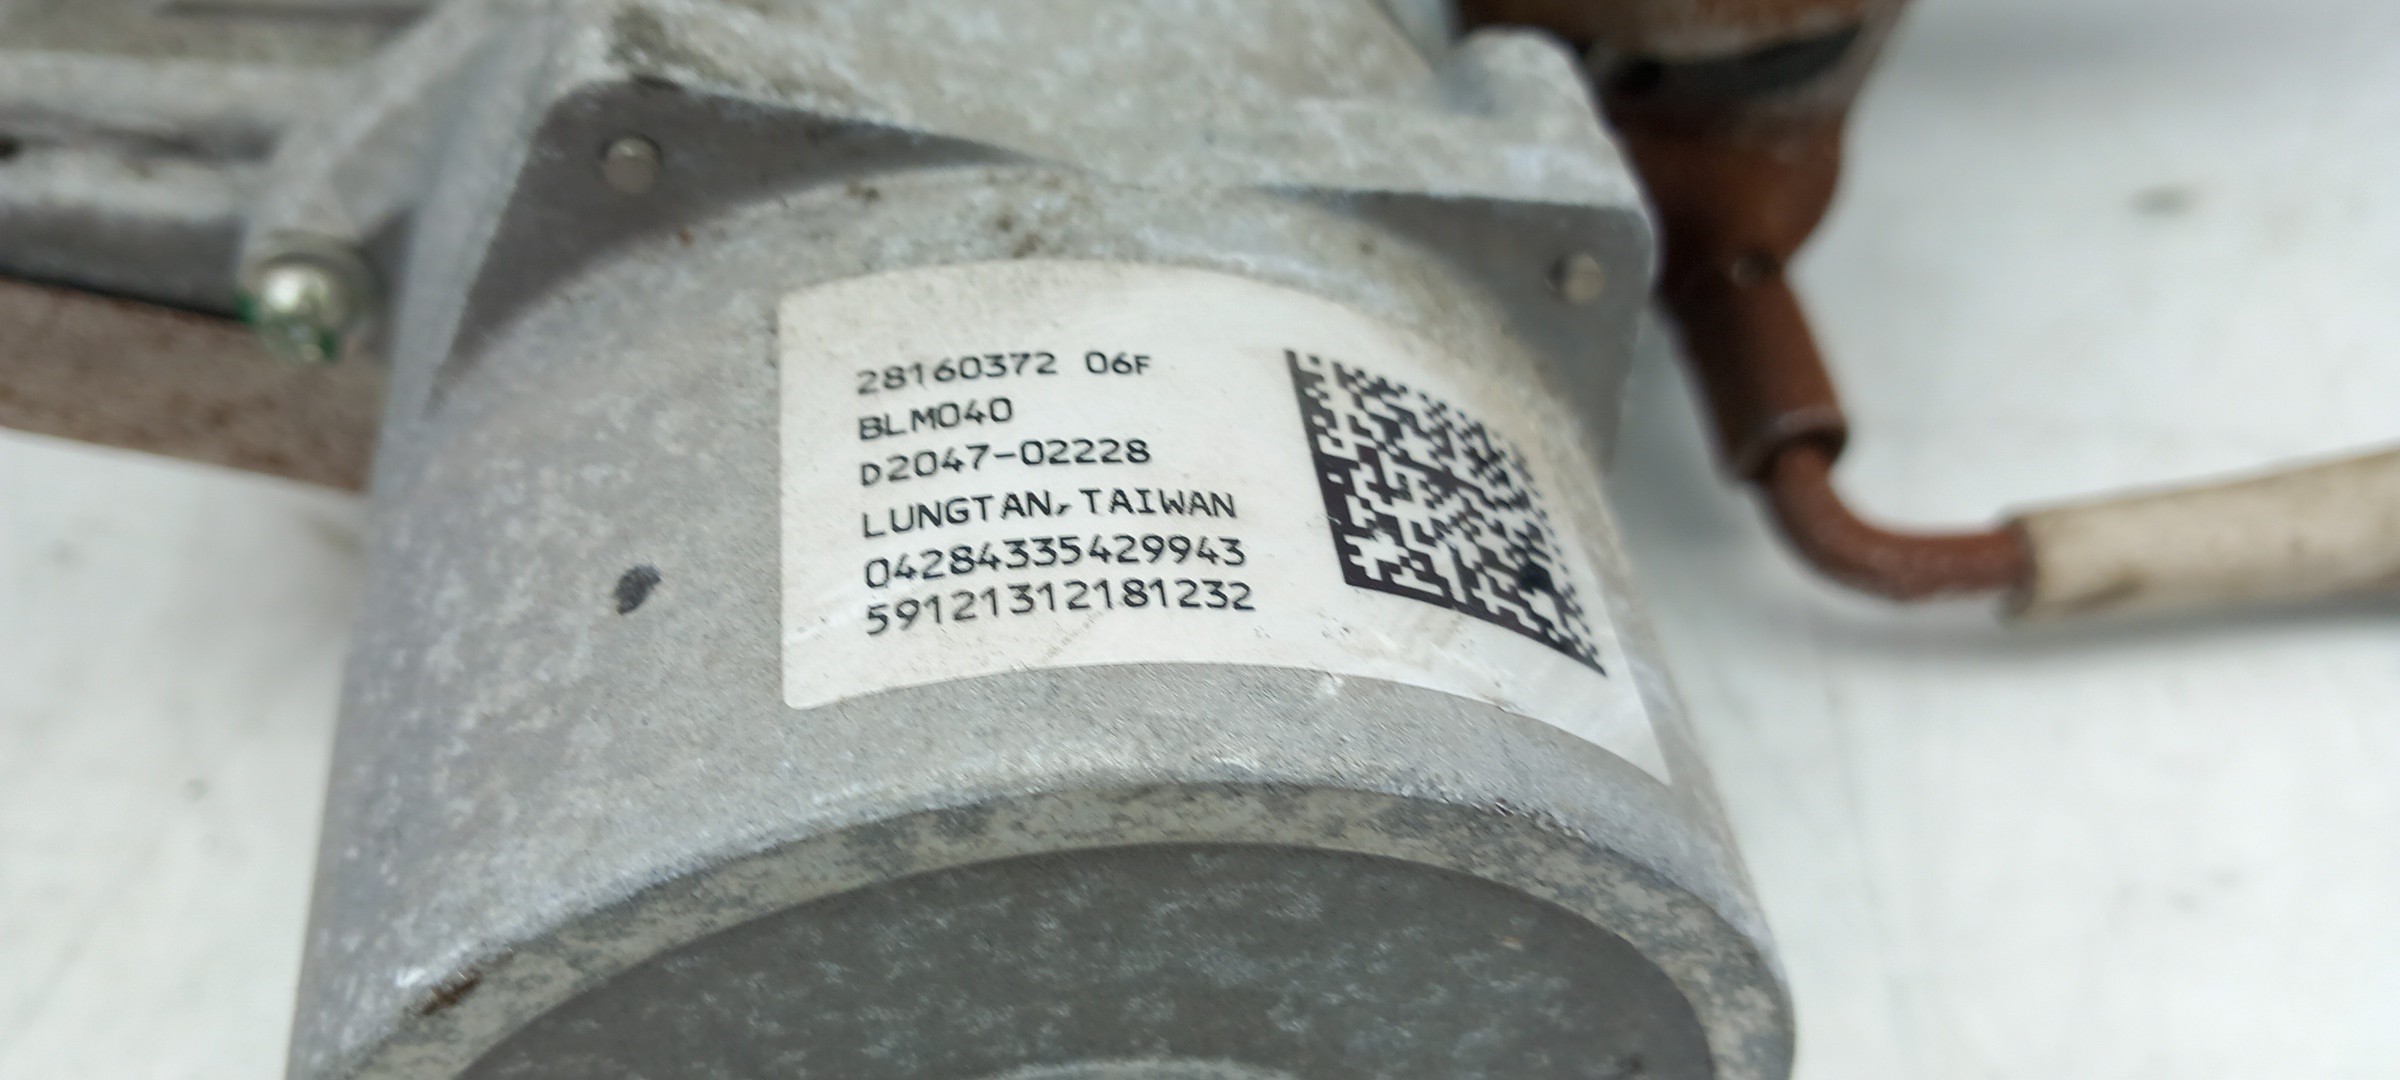 28160372 06F
BLM040
D2047-02228
LUNGTAN, TAIWAN
04284335429943
59121312181232